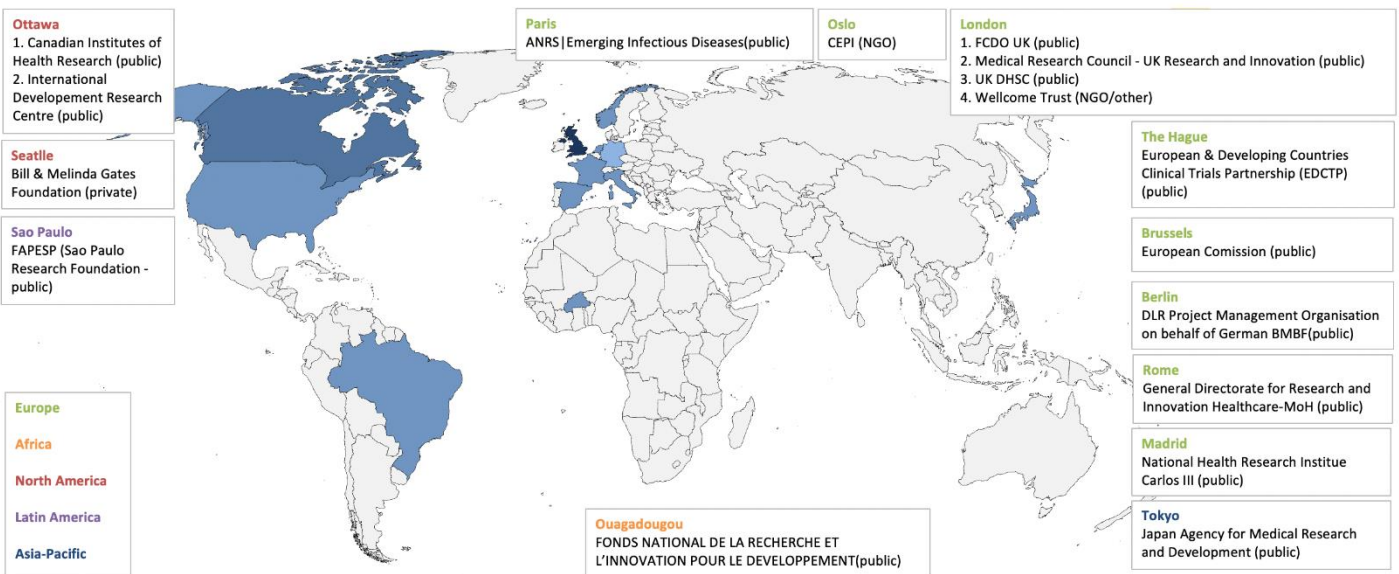 Ottawa
1. Canadian Institutes of
Health Research (public)
2. International
Developement Research
Centre (public)
Seatlle
Bill & Melinda Gates
Foundation (private)
Sao Paulo
FAPESP (Sao Paulo
Research Foundation -
public)
Europe
Africa
North America
Latin America
Asia-Pacific
Paris
ANRS|Emerging Infectious Diseases(public)
Oslo
CEPI (NGO)
London
1. FCDO UK (public)
2. Medical Research Council - UK Research and Innovation (public)
3. UK DHSC (public)
4. Wellcome Trust (NGO/other)
The Hague
European & Developing Countries
Clinical Trials Partnership (EDCTP)
(public)
Brussels
European Comission (public)
Berlin
DLR Project Management Organisation
on behalf of German BMBF(public)
Rome
General Directorate for Research and
Innovation Healthcare-MoH (public)
Madrid
National Health Research Institue
Carlos III (public)
Tokyo
Japan Agency for Medical Research
and Development (public)
Ouagadougou
FONDS NATIONAL DE LA RECHERCHE ET
L'INNOVATION POUR LE DEVELOPPEMENT(public)